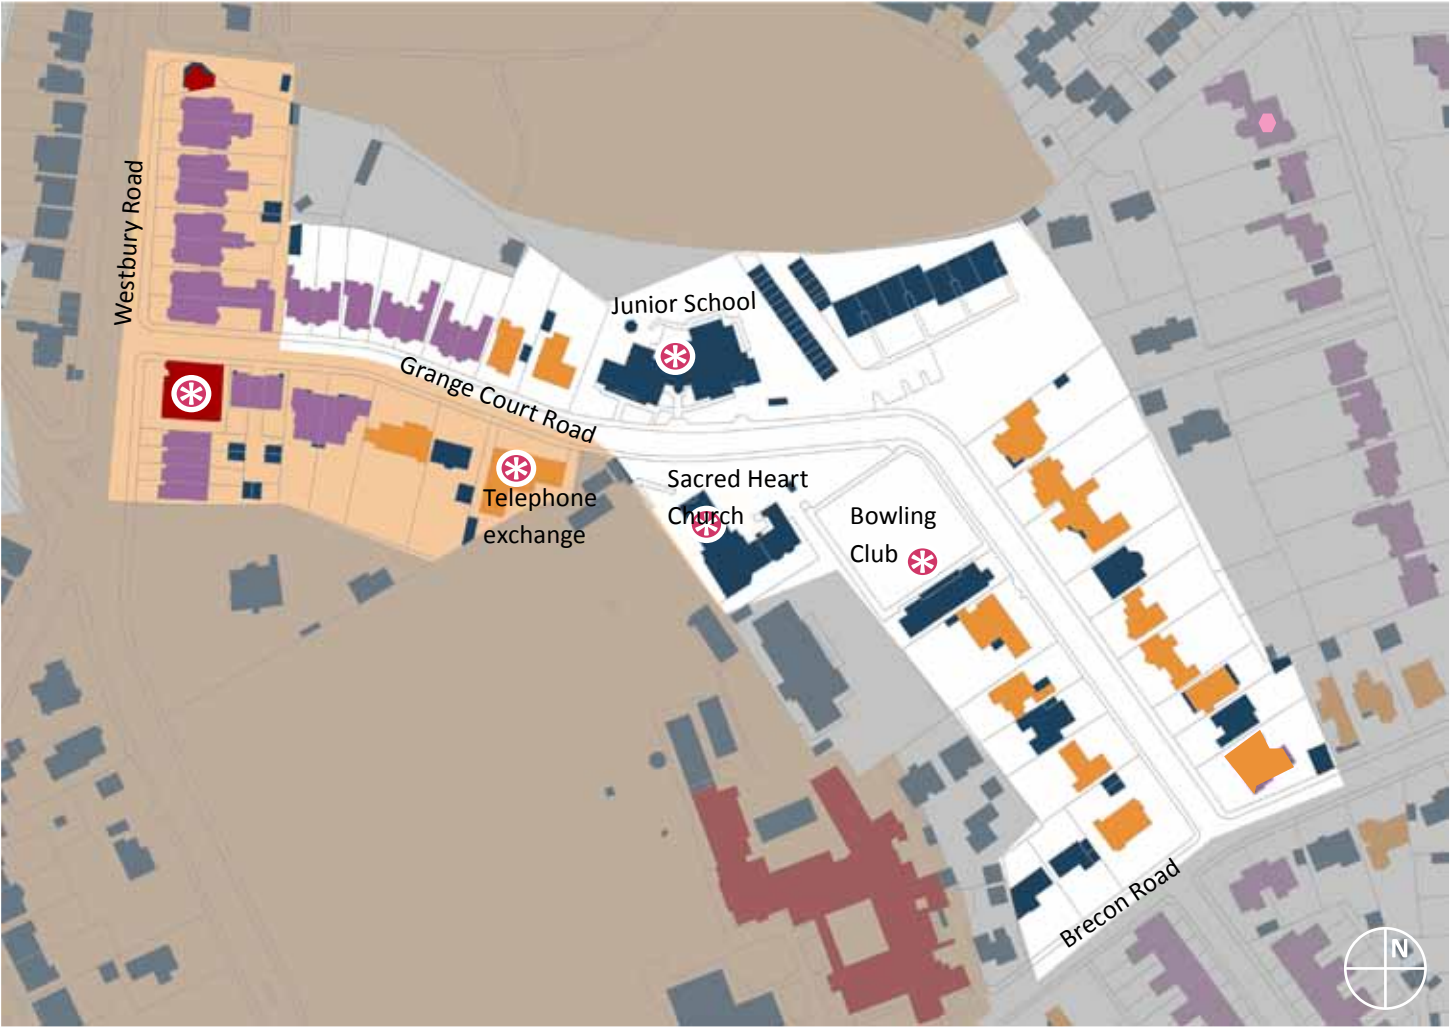 Westbury Road
Junior School
Grange Court Road
Sacred Heart
Church
Telephone
exchange
Bowling
Club
Brecon Road
N